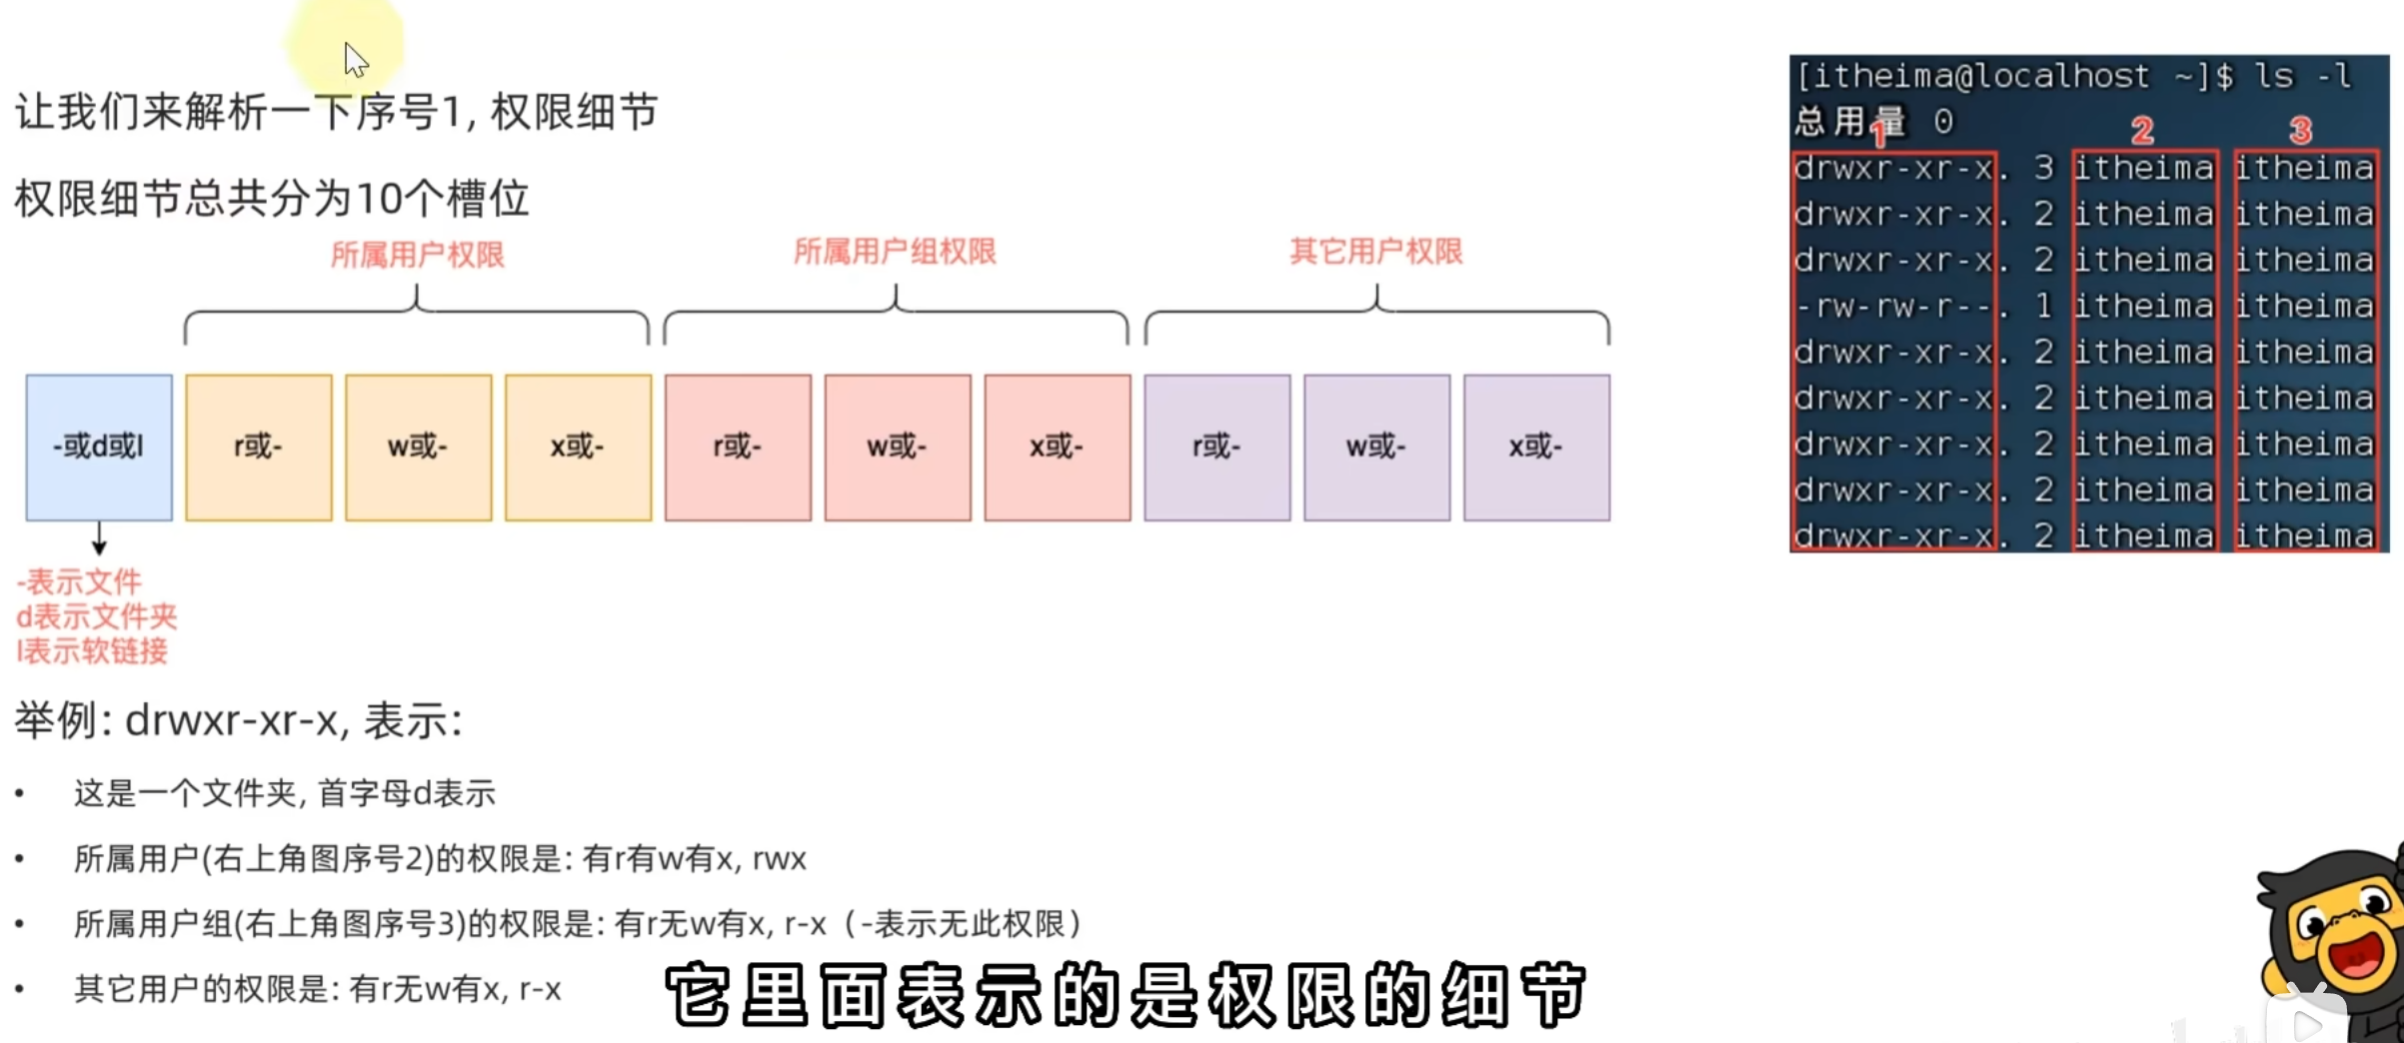 让我们来解析一下序号1, 权限细节
权限细节总共分为10个槽位
所属用户权限
所属用户组权限
其它用户权限
-或d或l
r或-
w或-
x或-
r或-
w或-
x或-
r或-
w或-
x或-
-表示文件
d表示文件夹
l表示软链接
举例: drwxr-xr-x, 表示:
• 这是一个文件夹, 首字母d表示
• 所属用户(右上角图序号2)的权限是: 有r有w有x, rwx
• 所属用户组(右上角图序号3)的权限是: 有r无w有x, r-x（-表示无此权限）
• 其它用户的权限是: 有r无w有x, r-x
[itheima@localhost ~]$ ls -l
总用量 0
1
2
3
drwxr-xr-x. 3 itheima itheima
drwxr-xr-x. 2 itheima itheima
drwxr-xr-x. 2 itheima itheima
-rw-rw-r--. 1 itheima itheima
drwxr-xr-x. 2 itheima itheima
drwxr-xr-x. 2 itheima itheima
drwxr-xr-x. 2 itheima itheima
drwxr-xr-x. 2 itheima itheima
drwxr-xr-x. 2 itheima itheima
它里面表示的是权限的细节